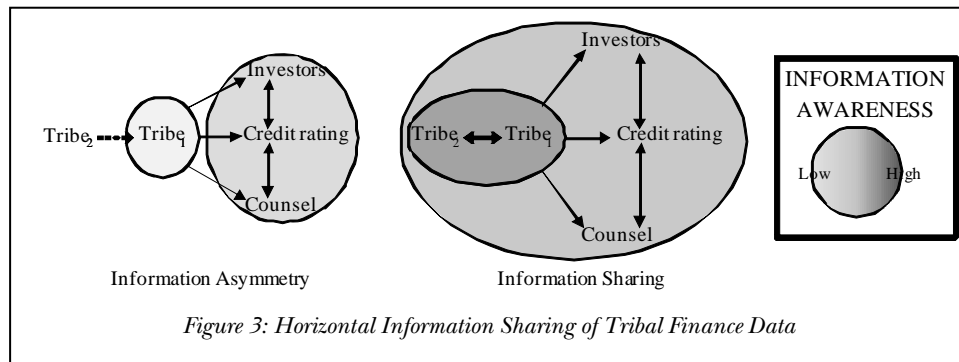 Investors
Tribe2 Tribe1 Credit rating
Counsel
Information Asymmetry
Investors
Tribe2 Tribe1 Credit rating
Counsel
Information Sharing
INFORMATION
AWARENESS
Low High
Figure 3: Horizontal Information Sharing of Tribal Finance Data